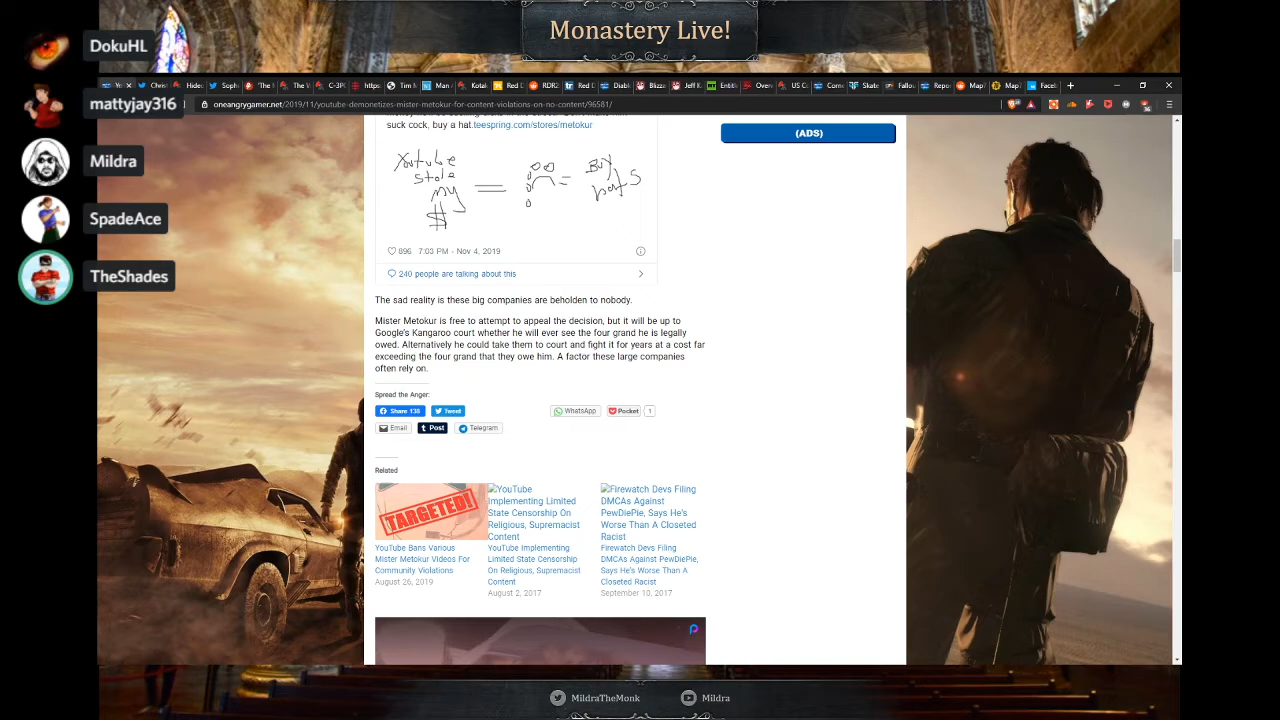 Monastery Live!
DokuHL
mattyjay316
Mildra
SpadeAce
TheShades
oneangrygamer.net/2019/11/youtube-demonetizes-mister-metokur-for-content-violations-on-no-content/96581/
suck cock, buy a hat.teespring.com/stores/metokur
(ADS)
Youtube
stole
my
$
=
=
Buy
hats
896 7:03 PM - Nov 4, 2019
240 people are talking about this
The sad reality is these big companies are beholden to nobody.
Mister Metokur is free to attempt to appeal the decision, but it will be up to
Google's Kangaroo court whether he will ever see the four grand he is legally
owed. Alternatively he could take them to court and fight it for years at a cost far
exceeding the four grand that they owe him. A factor these large companies
often rely on.
Spread the Anger:
Share 138 Tweet WhatsApp Pocket 1
Email Post Telegram
Related
TARGETED!
YouTube Bans Various
Mister Metokur Videos For
Community Violations
August 26, 2019
YouTube
Implementing Limited
State Censorship On
Religious, Supremacist
Content
YouTube Implementing
Limited State Censorship
On Religious, Supremacist
Content
August 2, 2017
Firewatch Devs Filing
DMCAs Against
PewDiePie, Says He's
Worse Than A Closeted
Racist
Firewatch Devs Filing
DMCAs Against PewDiePie,
Says He's Worse Than A
Closeted Racist
September 10, 2017
MildraTheMonk Mildra